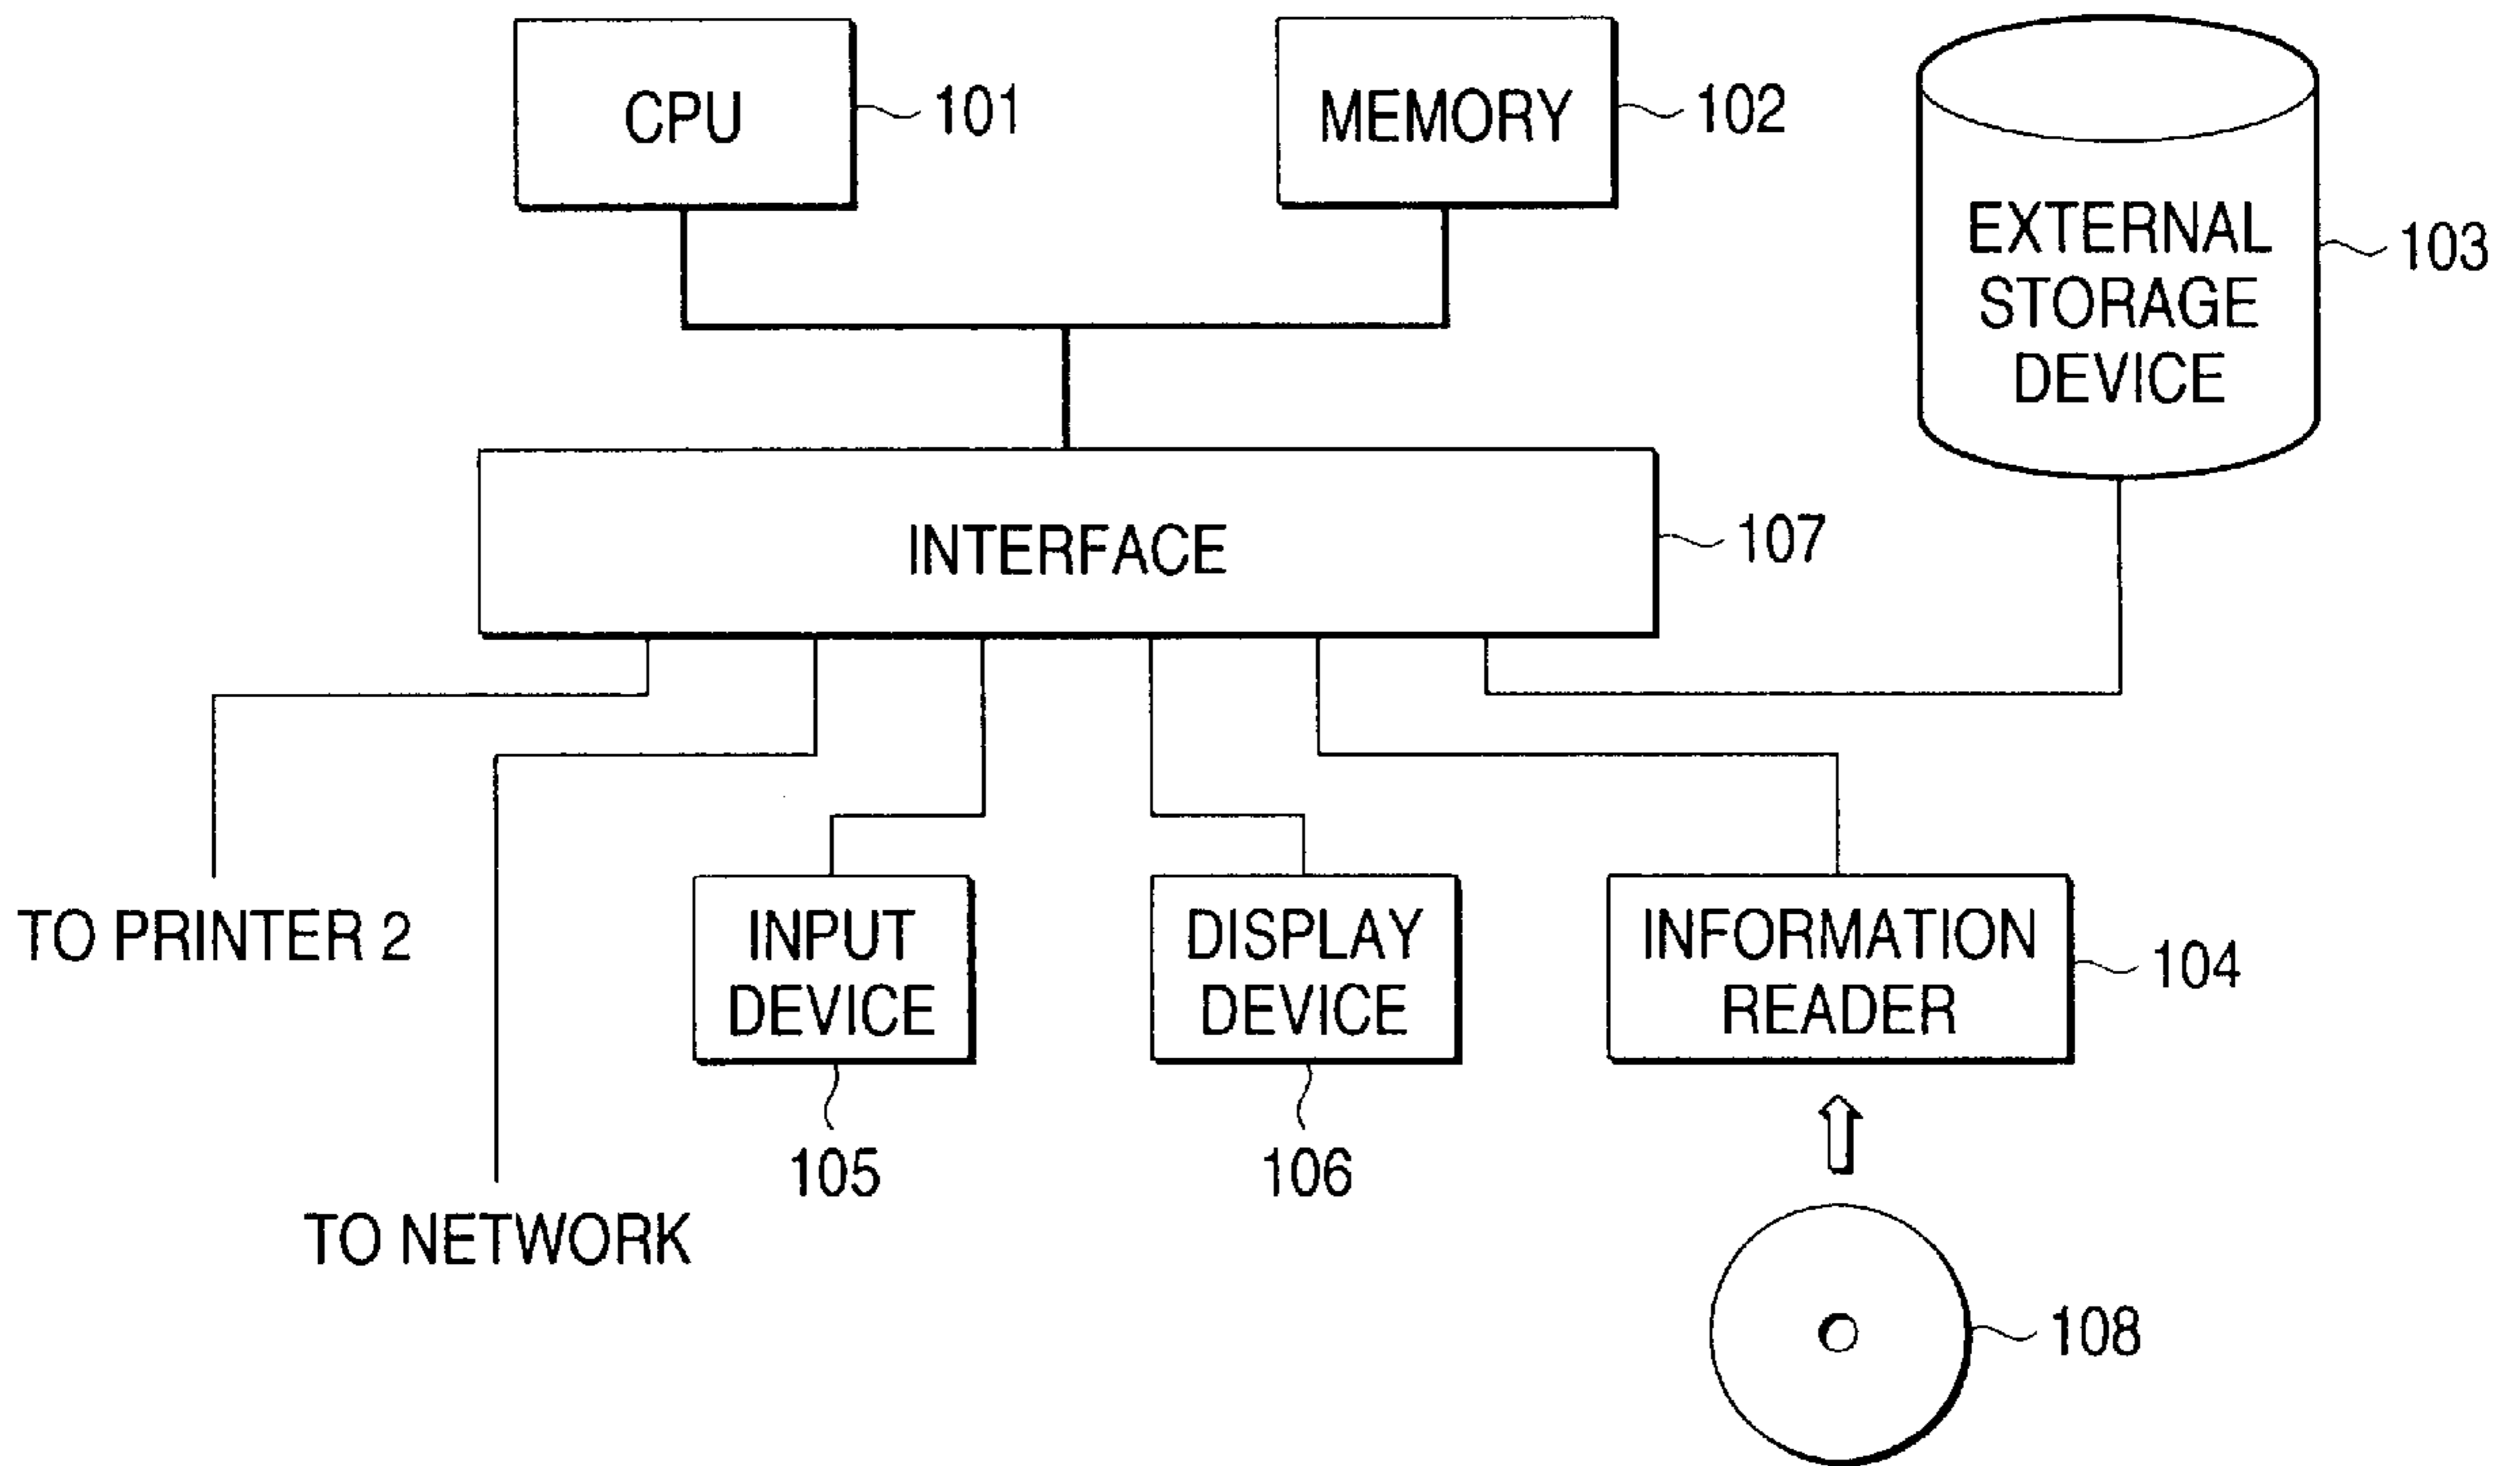 CPU
101
MEMORY
102
EXTERNAL
STORAGE
DEVICE
103
INTERFACE
107
TO PRINTER 2
INPUT
DEVICE
105
DISPLAY
DEVICE
106
INFORMATION
READER
104
TO NETWORK
108